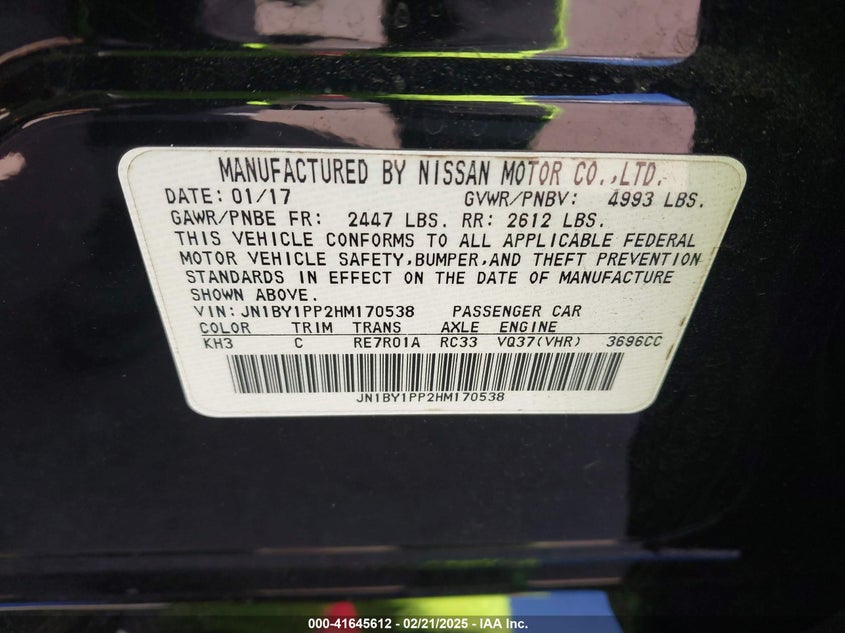 MANUFACTURED BY NISSAN MOTOR CO.,LTD.
DATE: 01/17 GVWR/PNBV: 4993 LBS.
GAWR/PNBE FR: 2447 LBS. RR: 2612 LBS.
THIS VEHICLE CONFORMS TO ALL APPLICABLE FEDERAL
MOTOR VEHICLE SAFETY,BUMPER,AND THEFT PREVENTION
STANDARDS IN EFFECT ON THE DATE OF MANUFACTURE
SHOWN ABOVE.
VIN: JN1BY1PP2HM170538 PASSENGER CAR
COLOR TRIM TRANS AXLE ENGINE
KH3 C RE7R01A RC33 VQ37(VHR) 3696CC
JN1BY1PP2HM170538
000-41645612 - 02/21/2025 - IAA Inc.